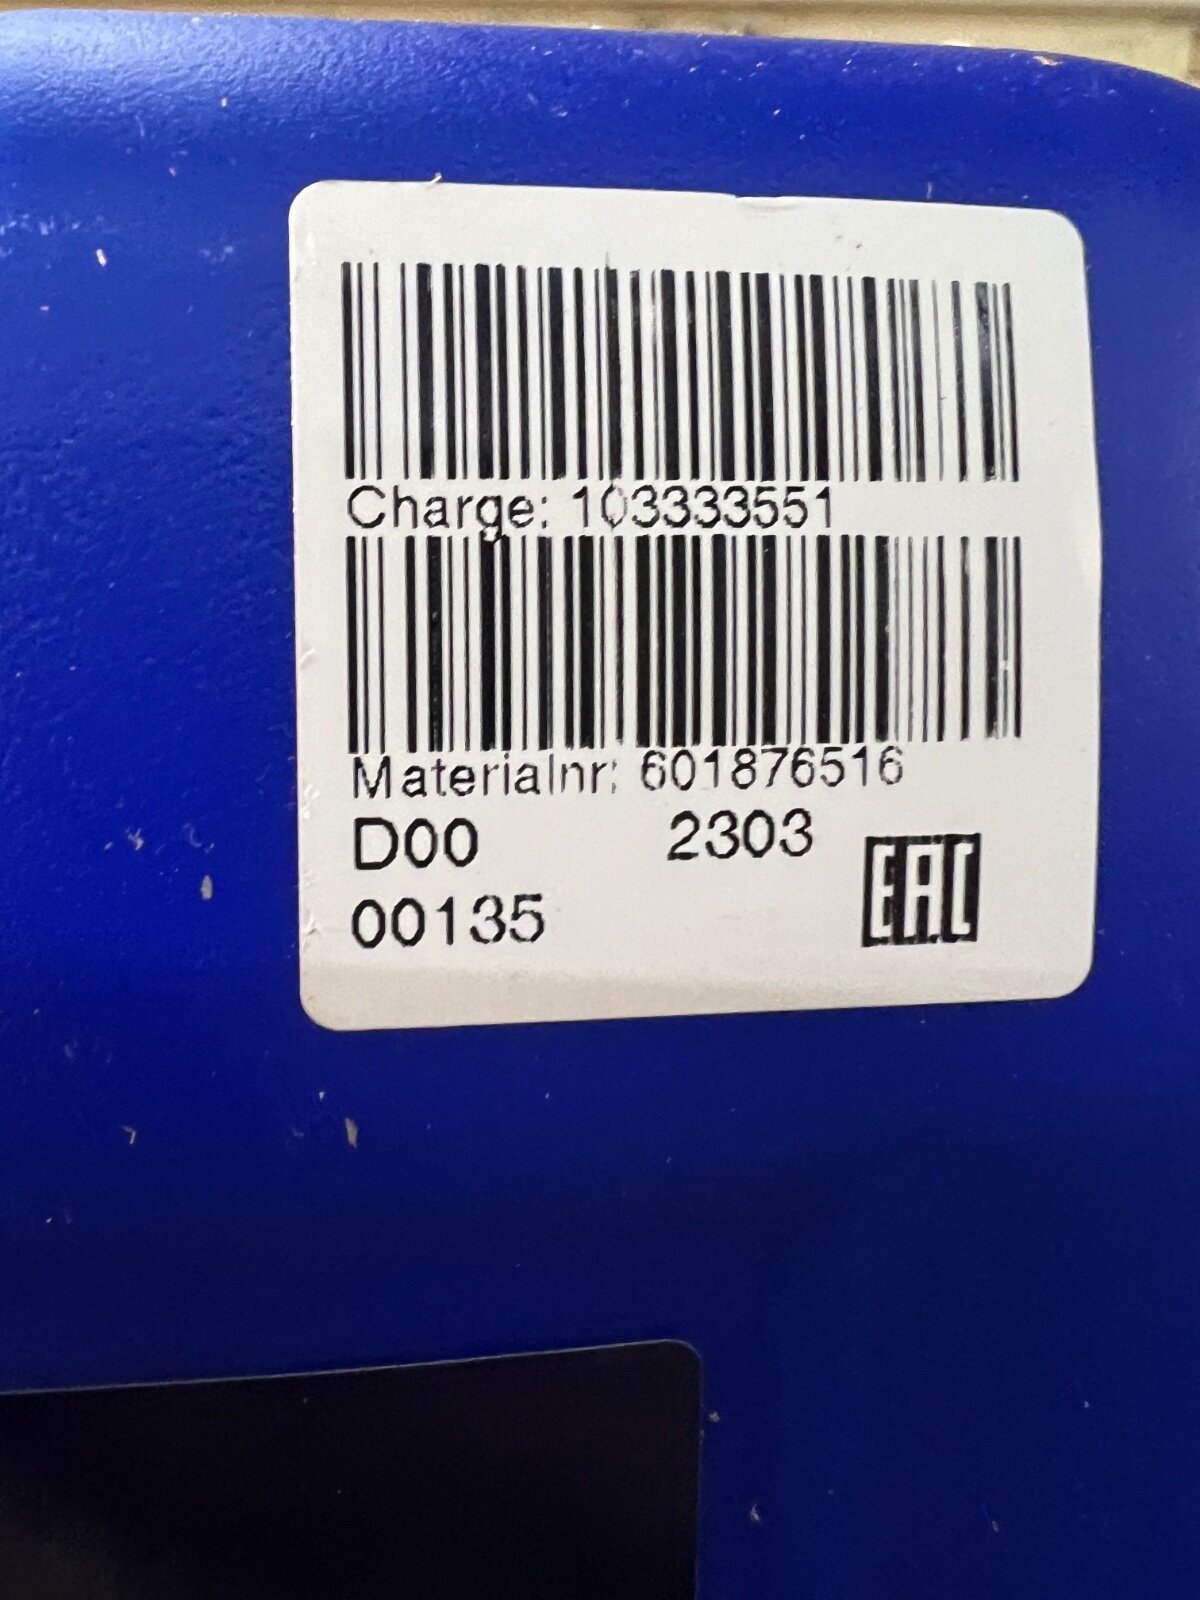 Charge: 103333551
Materialnr: 601876516
D00 2303
00135
EAC